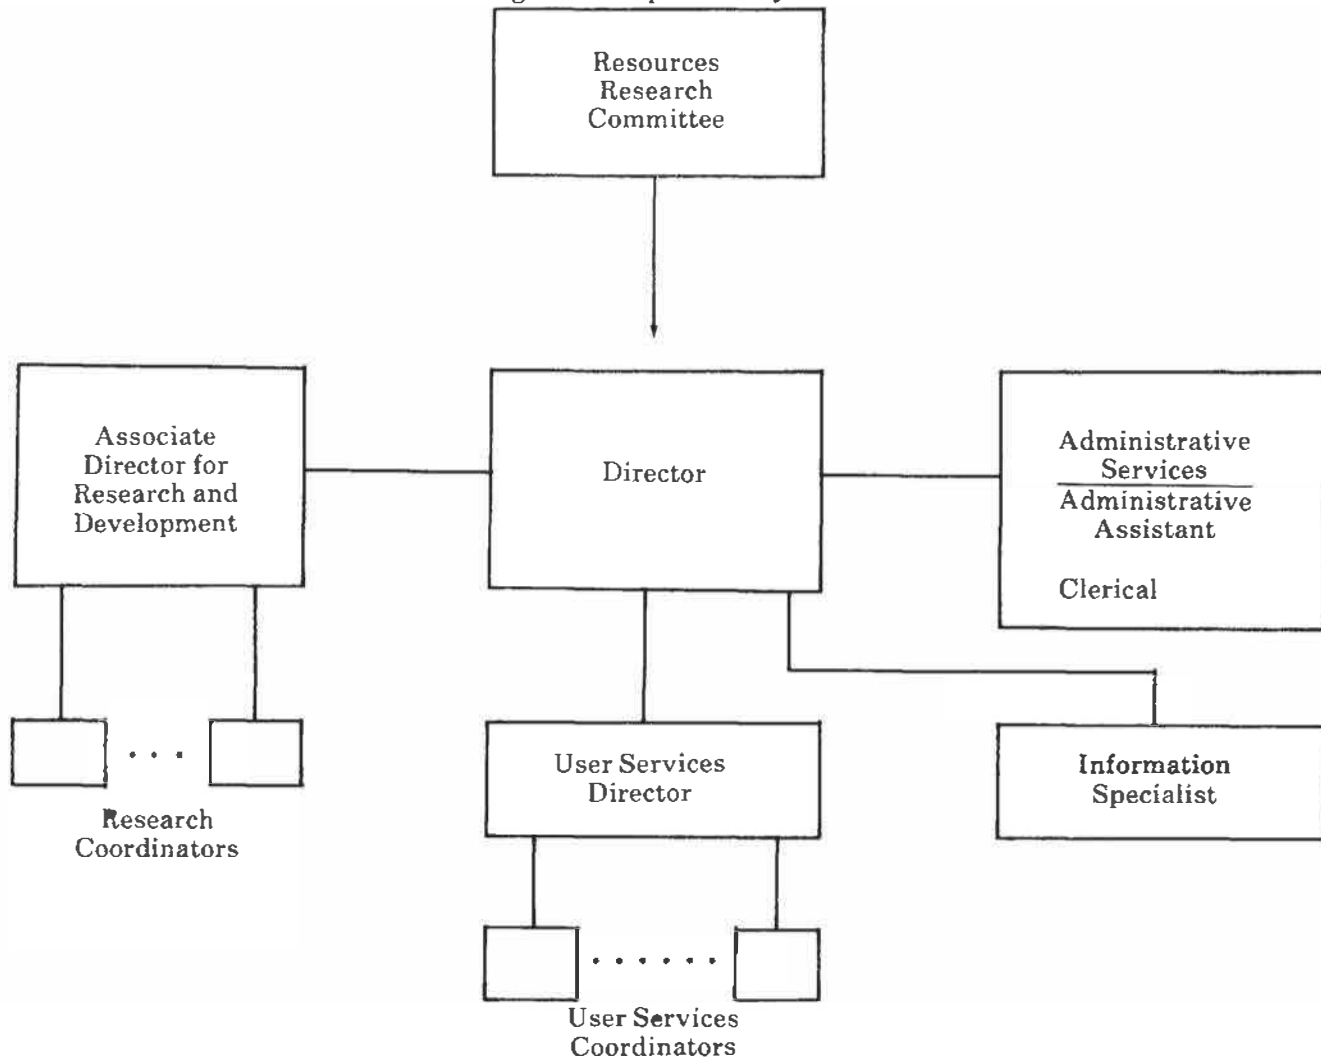 Resources
Research
Committee
Associate
Director for
Research and
Development
Director
Administrative
Services
Administrative
Assistant
Clerical
Research
Coordinators
User Services
Director
Information
Specialist
User Services
Coordinators